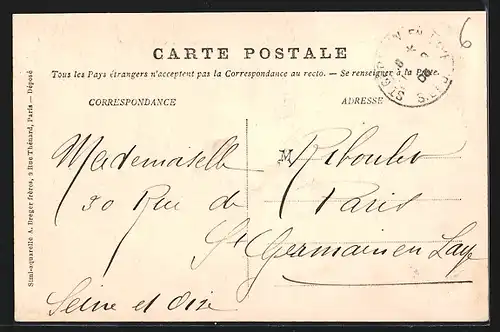 6
CARTE POSTALE
Tous les Pays étrangers n'acceptent pas la Correspondance au recto. — Se renseigner à la Poste.
CORRESPONDANCE ADRESSE
Mademoiselle M Riboulet
30 Rue de Paris
St Germain en Laye
Seine et Oise
Simili-aquarelle A. Breger frères, 9 Rue Thénard, Paris — Déposé